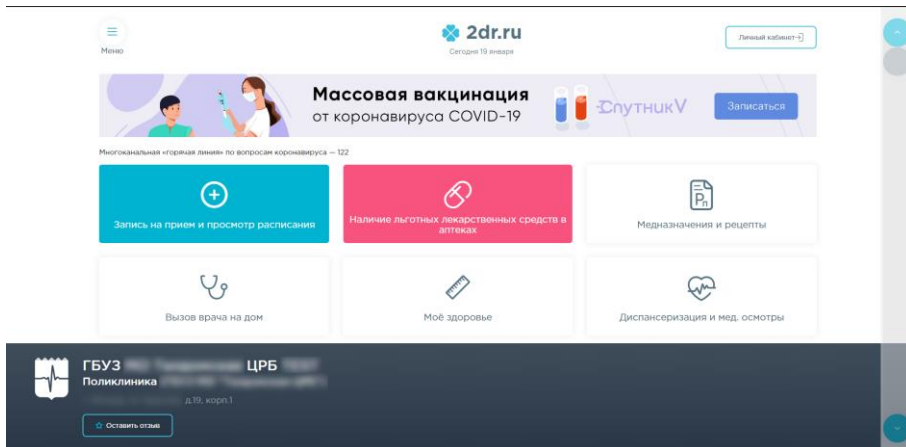 Меню
2dr.ru
Сегодня 19 января
Личный кабинет
Массовая вакцинация
от коронавируса COVID-19
Спутник V
Записаться
Многоканальная «горячая линия» по вопросам коронавируса — 122
Запись на прием и просмотр расписания
Наличие льготных лекарственных средств в
аптеках
Рп
Медназначения и рецепты
Вызов врача на дом
Моё здоровье
Диспансеризация и мед. осмотры
ГБУЗ ЦРБ
Поликлиника
д.19, корп.1
Оставить отзыв